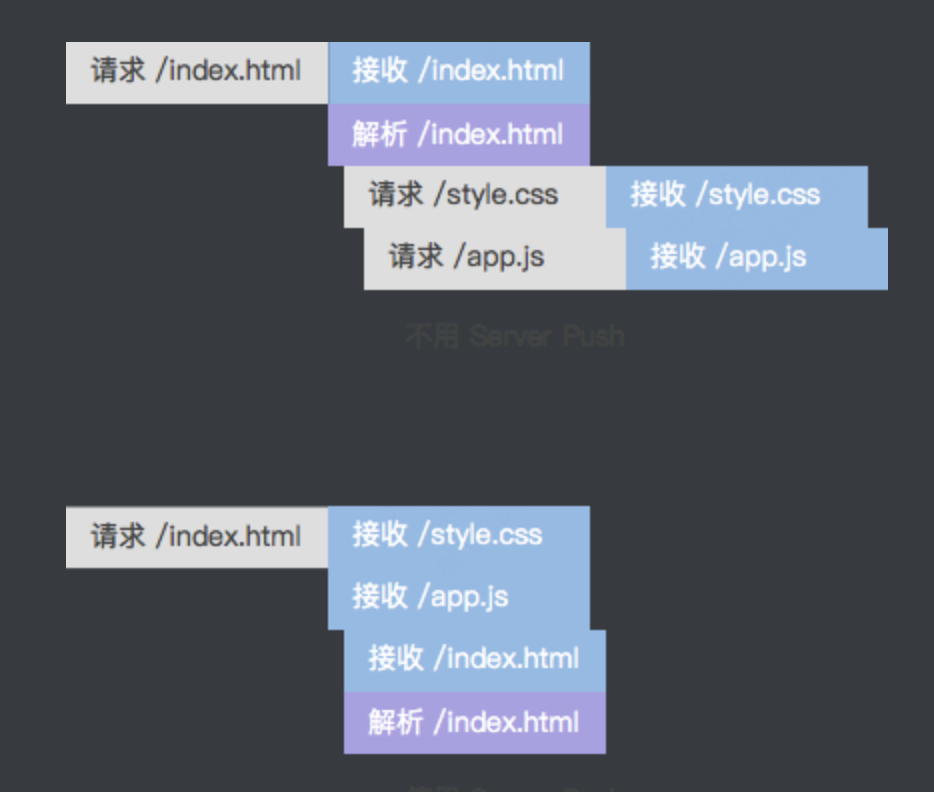 请求 /index.html 接收 /index.html
解析 /index.html
请求 /style.css 接收 /style.css
请求 /app.js 接收 /app.js
不用 Server Push
请求 /index.html 接收 /style.css
接收 /app.js
接收 /index.html
解析 /index.html